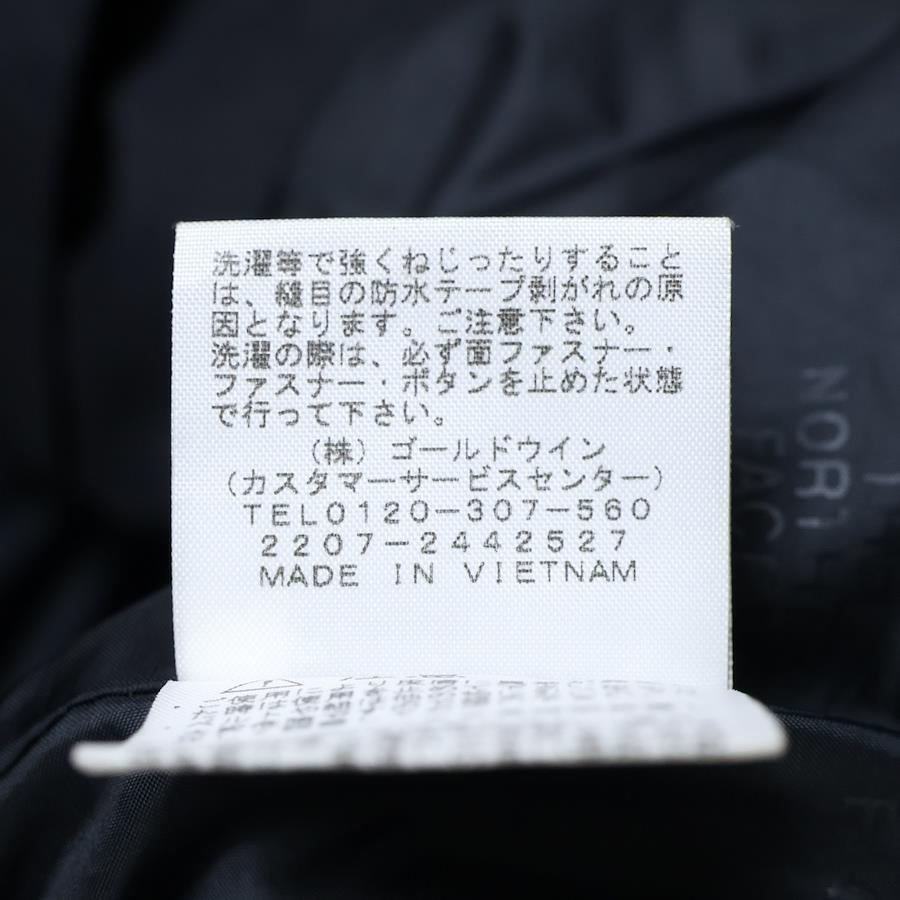 洗濯等で強くねじったりすること
は、縫目の防水テープ剥がれの原
因となります。ご注意下さい。
洗濯の際は、必ず面ファスナー・
ファスナー・ボタンを止めた状態
で行って下さい。
(株) ゴールドウイン
(カスタマーサービスセンター)
TEL0120-307-560
2207-2442527
MADE IN VIETNAM
NORT
FAC